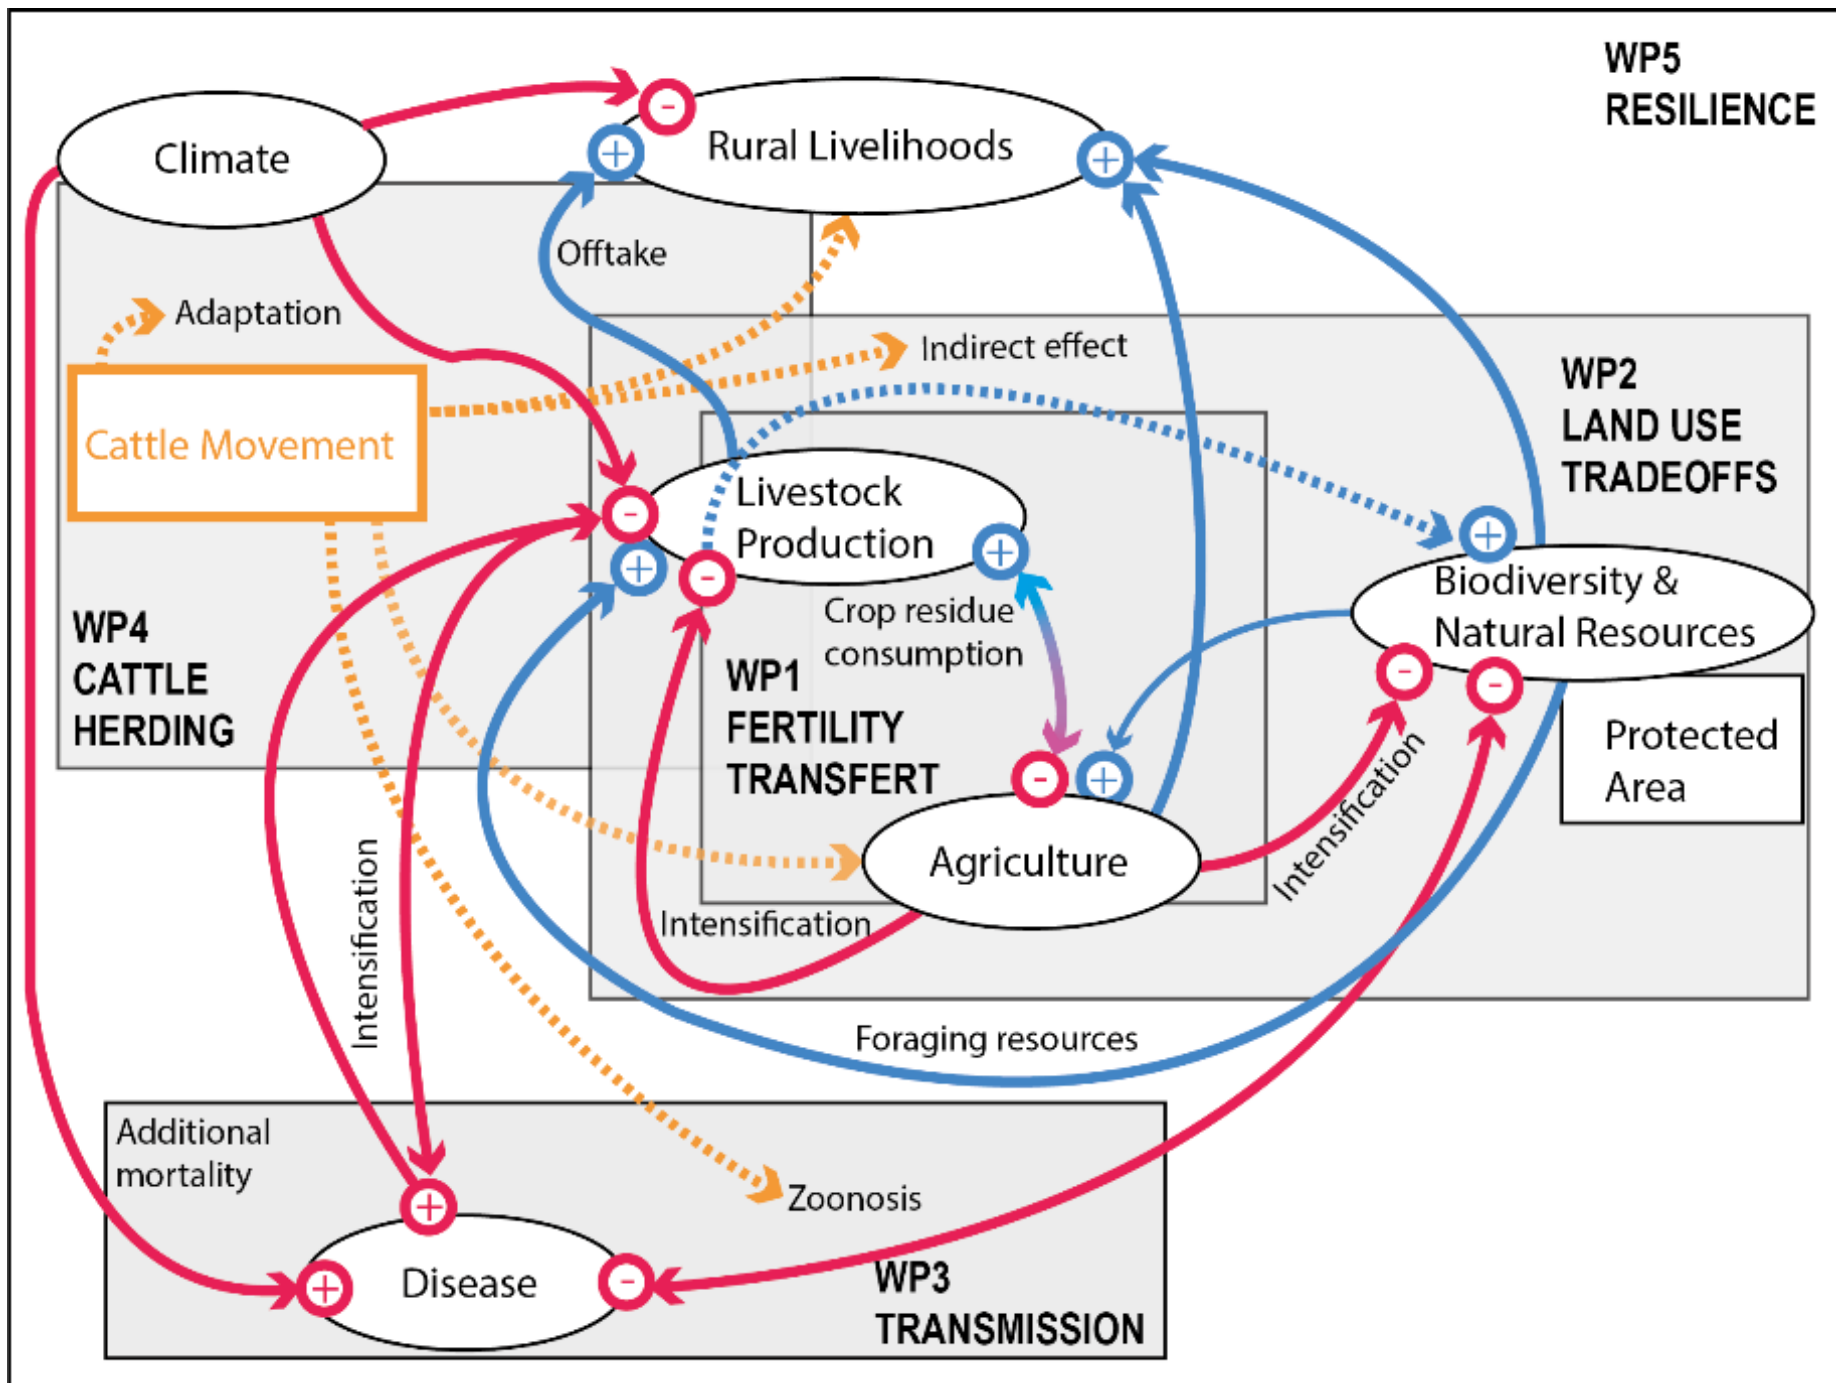 WP5
RESILIENCE
Climate
-
Rural Livelihoods
+
+
Offtake
Adaptation
Indirect effect
WP2
LAND USE
TRADEOFFS
Cattle Movement
Livestock
Production
-
+
-
+
+
Biodiversity &
Natural Resources
-
-
Crop residue
consumption
WP4
CATTLE
HERDING
WP1
FERTILITY
TRANSFERT
Protected
Area
-
+
Agriculture
Intensification
Intensification
Intensification
Foraging resources
Additional
mortality
Zoonosis
+
+
Disease
-
WP3
TRANSMISSION